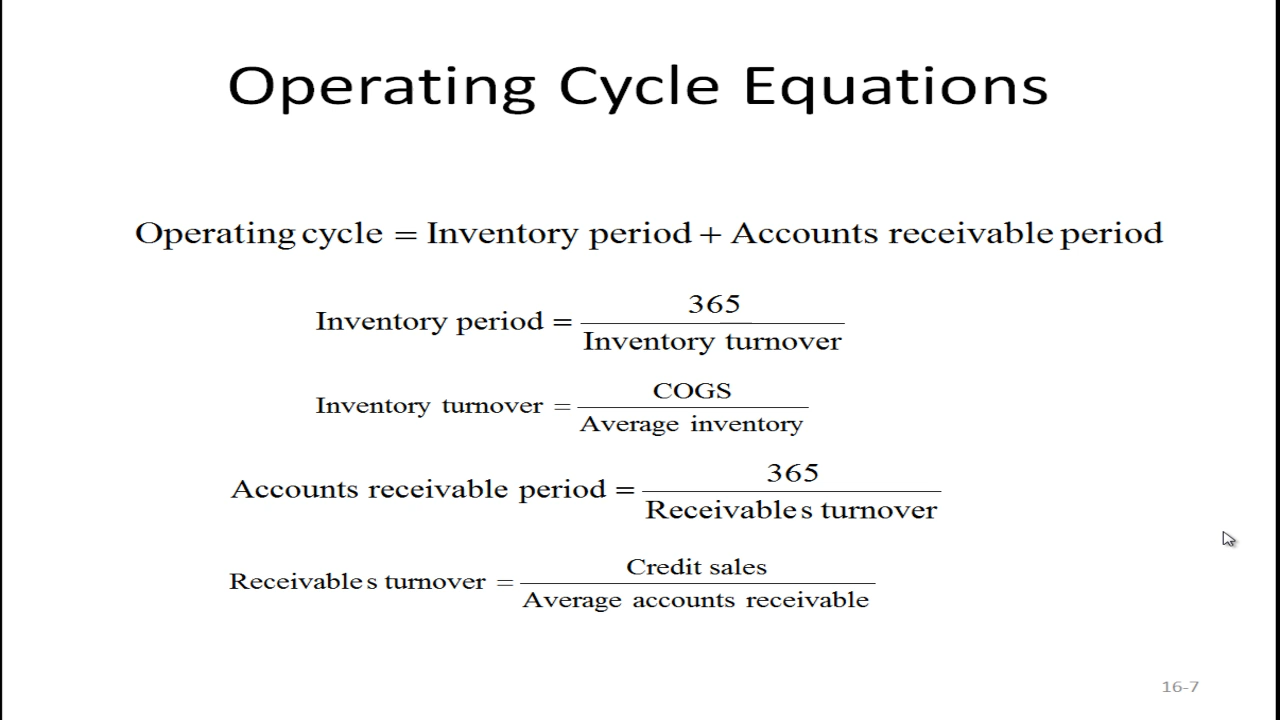 Operating Cycle Equations
Operating cycle = Inventory period + Accounts receivable period
Inventory period = 365 / Inventory turnover
Inventory turnover = COGS / Average inventory
Accounts receivable period = 365 / Receivables turnover
Receivables turnover = Credit sales / Average accounts receivable
16-7